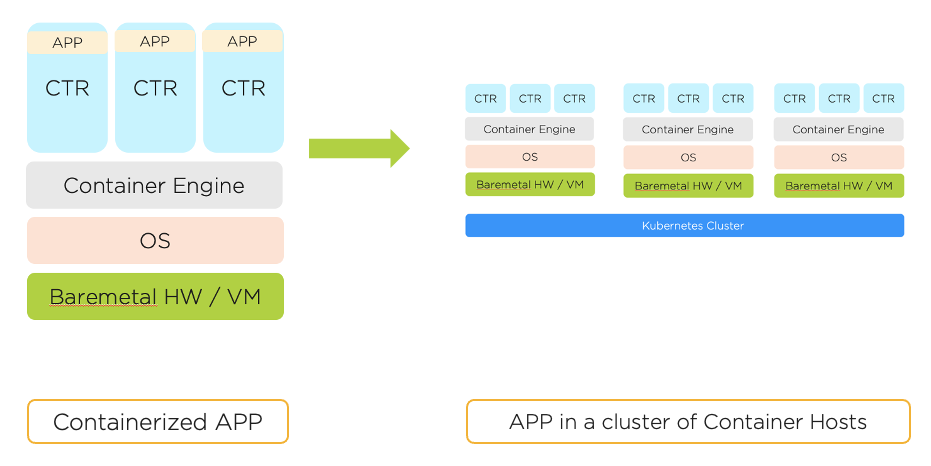 APP APP APP
CTR CTR CTR
Container Engine
OS
Baremetal HW / VM
Containerized APP
CTR CTR CTR
Container Engine
OS
Baremetal HW / VM
CTR CTR CTR
Container Engine
OS
Baremetal HW / VM
CTR CTR CTR
Container Engine
OS
Baremetal HW / VM
Kubernetes Cluster
APP in a cluster of Container Hosts